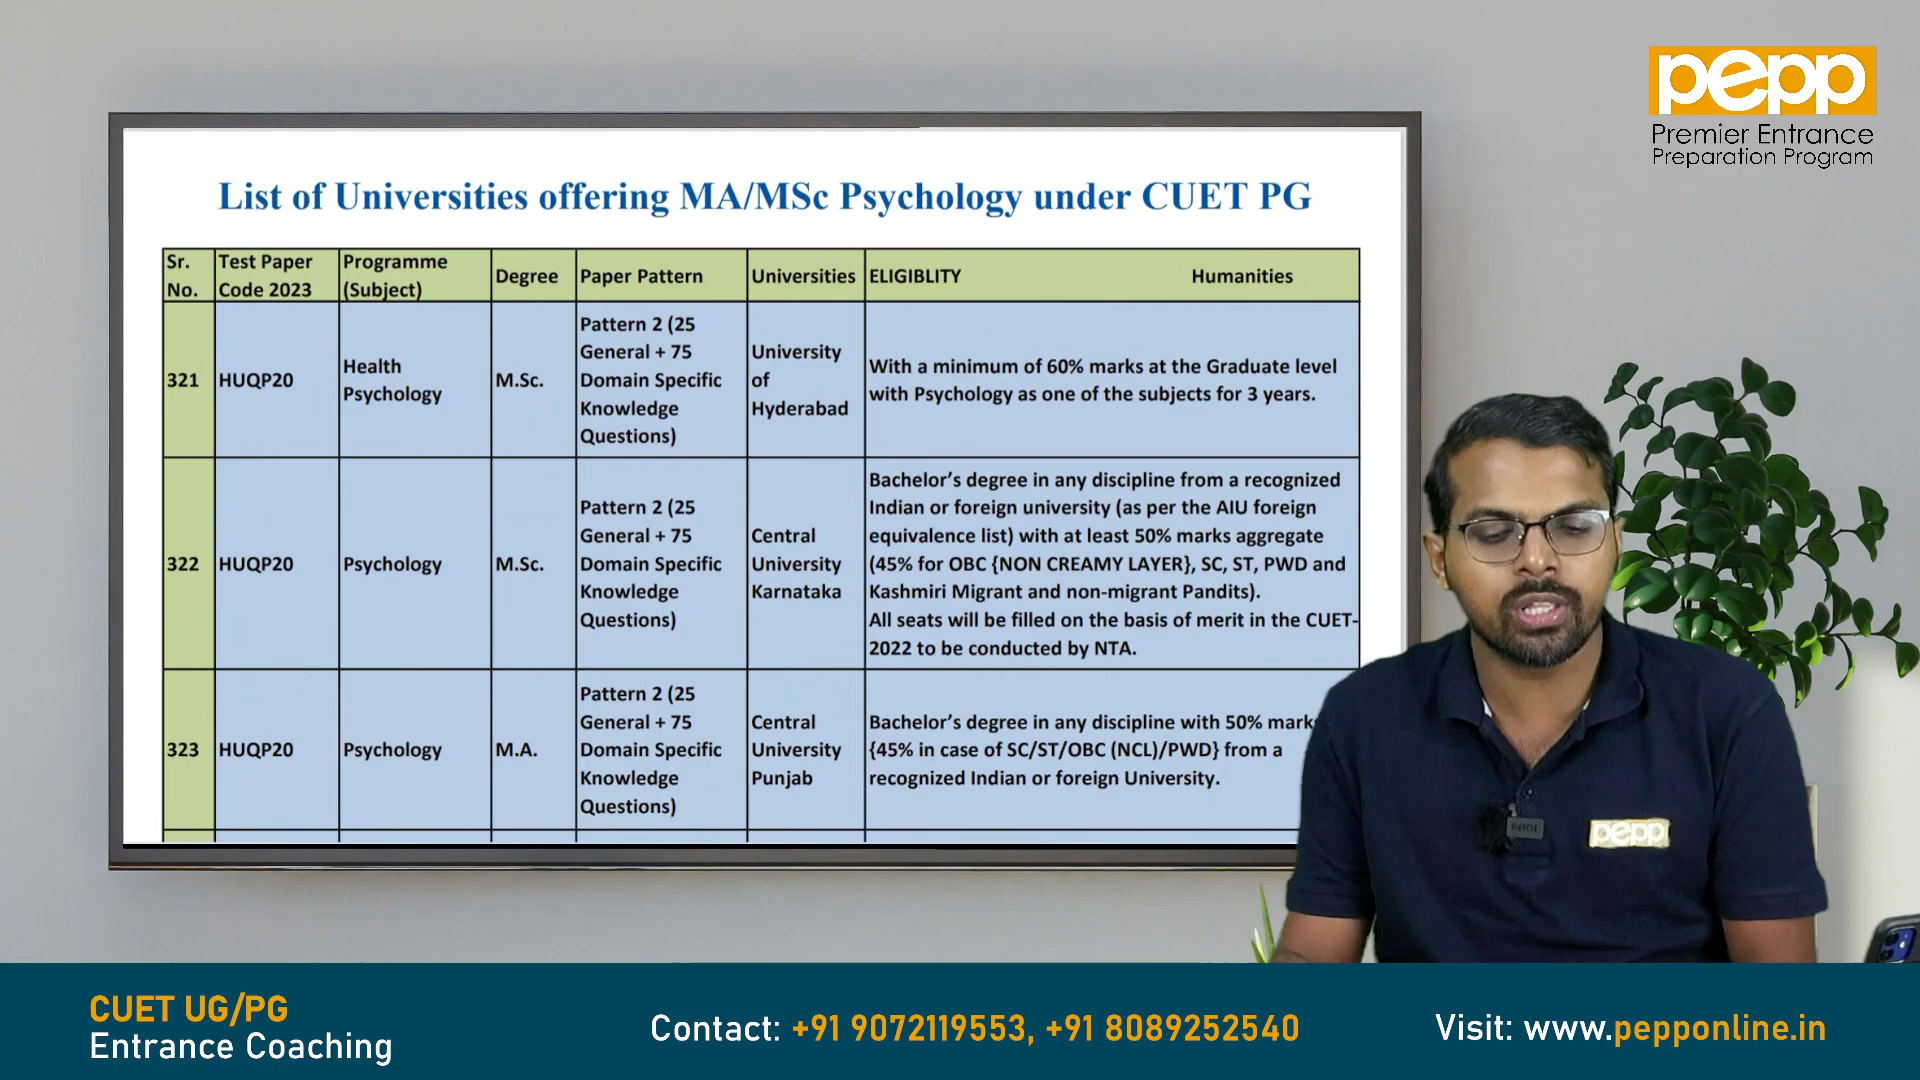 pepp
Premier Entrance
Preparation Program
List of Universities offering MA/MSc Psychology under CUET PG
Sr. No.
Test Paper Code 2023
Programme (Subject)
Degree
Paper Pattern
Universities
ELIGIBLITY
Humanities
321
HUQP20
Health
Psychology
M.Sc.
Pattern 2 (25
General + 75
Domain Specific
Knowledge
Questions)
University
of
Hyderabad
With a minimum of 60% marks at the Graduate level
with Psychology as one of the subjects for 3 years.
322
HUQP20
Psychology
M.Sc.
Pattern 2 (25
General + 75
Domain Specific
Knowledge
Questions)
Central
University
Karnataka
Bachelor’s degree in any discipline from a recognized
Indian or foreign university (as per the AIU foreign
equivalence list) with at least 50% marks aggregate
(45% for OBC {NON CREAMY LAYER}, SC, ST, PWD and
Kashmiri Migrant and non-migrant Pandits).
All seats will be filled on the basis of merit in the CUET-
2022 to be conducted by NTA.
323
HUQP20
Psychology
M.A.
Pattern 2 (25
General + 75
Domain Specific
Knowledge
Questions)
Central
University
Punjab
Bachelor’s degree in any discipline with 50% mark
{45% in case of SC/ST/OBC (NCL)/PWD} from a
recognized Indian or foreign University.
RODE
pepp
CUET UG/PG
Entrance Coaching
Contact: +91 9072119553, +91 8089252540
Visit: www.pepponline.in